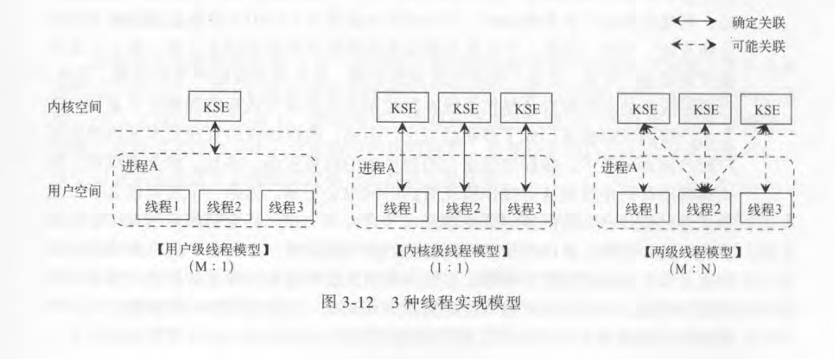 确定关联
可能关联
内核空间
KSE
KSE
KSE
KSE
KSE
KSE
KSE
进程A
进程A
进程A
用户空间
线程1
线程2
线程3
线程1
线程2
线程3
线程1
线程2
线程3
【用户级线程模型】
【内核级线程模型】
【两级线程模型】
(M：1)
(1：1)
(M：N)
图 3-12 3 种线程实现模型